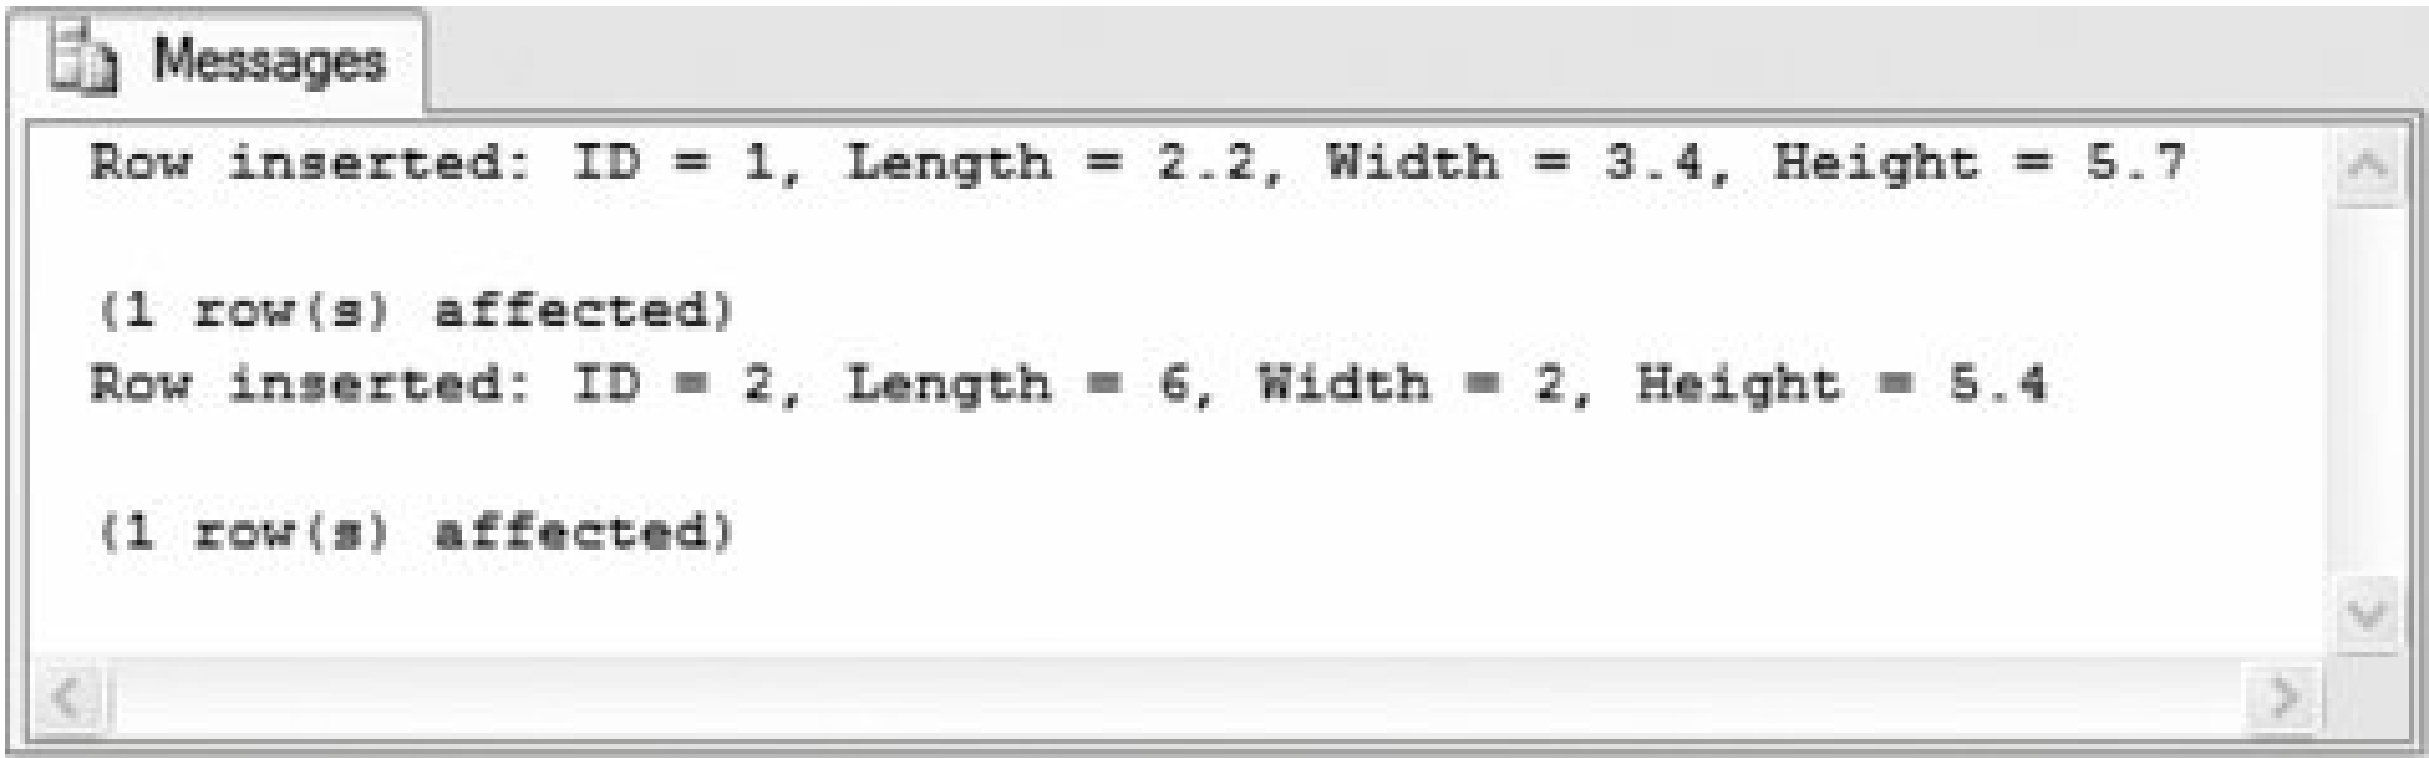 Messages
Row inserted: ID = 1, Length = 2.2, Width = 3.4, Height = 5.7
(1 row(s) affected)
Row inserted: ID = 2, Length = 6, Width = 2, Height = 5.4
(1 row(s) affected)